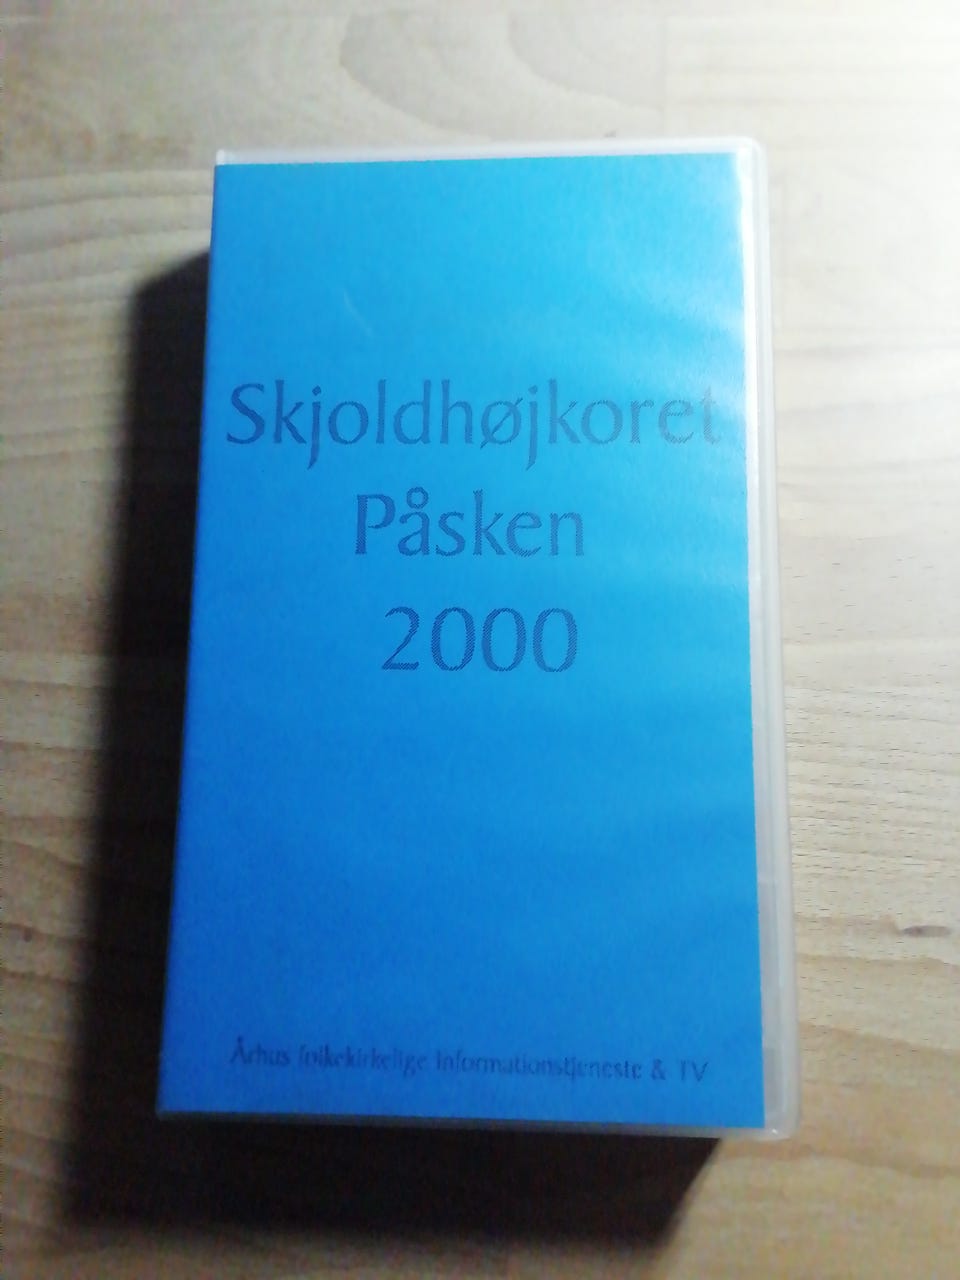 Skjoldhøjkoret
Påsken
2000
Århus folkekirkelige Informationstjeneste & TV